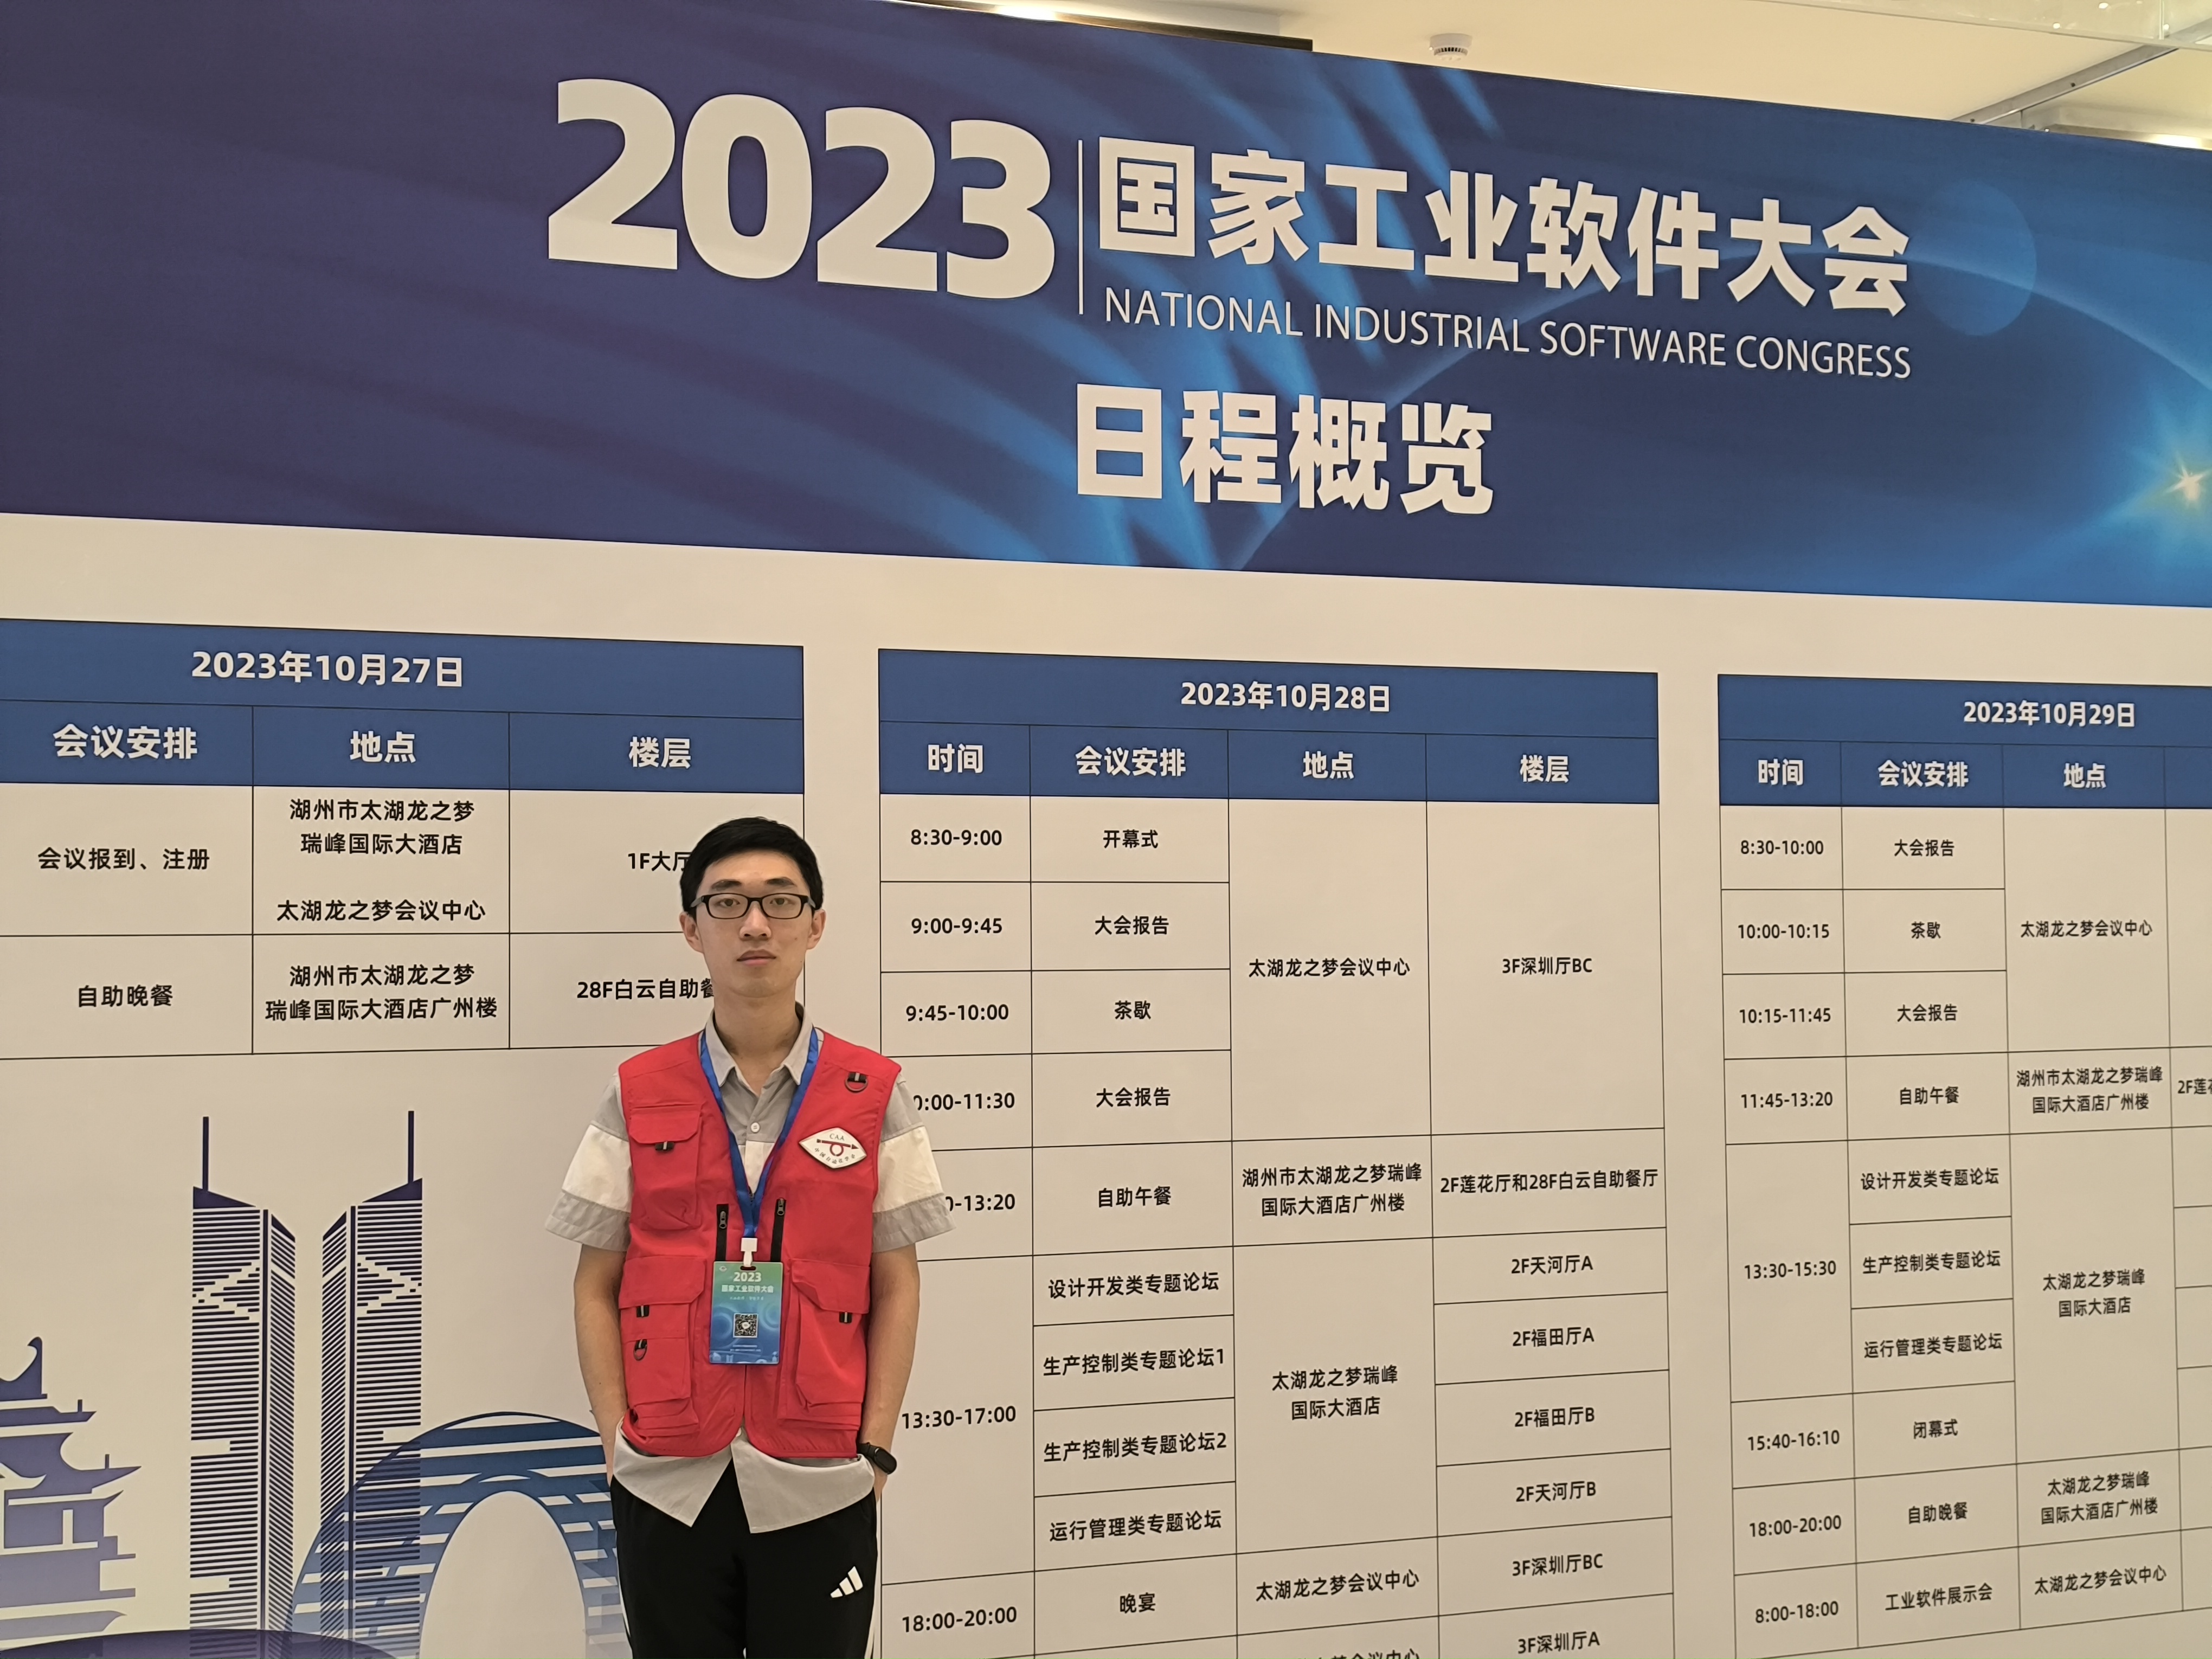 2023
国家工业软件大会
NATIONAL INDUSTRIAL SOFTWARE CONGRESS
日程概览
2023年10月27日
会议安排 地点 楼层
会议报到、注册
湖州市太湖龙之梦
瑞峰国际大酒店
太湖龙之梦会议中心
1F大厅
自助晚餐
湖州市太湖龙之梦
瑞峰国际大酒店广州楼
28F白云自助餐
2023年10月28日
时间 会议安排 地点 楼层
8:30-9:00 开幕式
9:00-9:45 大会报告
太湖龙之梦会议中心 3F深圳厅BC
9:45-10:00 茶歇
0:00-11:30 大会报告
0-13:20 自助午餐
湖州市太湖龙之梦瑞峰
国际大酒店广州楼
2F莲花厅和28F白云自助餐厅
13:30-17:00
设计开发类专题论坛
生产控制类专题论坛1
生产控制类专题论坛2
运行管理类专题论坛
太湖龙之梦瑞峰
国际大酒店
2F天河厅A
2F福田厅A
2F福田厅B
2F天河厅B
18:00-20:00 晚宴 太湖龙之梦会议中心 3F深圳厅BC
3F深圳厅A
2023年10月29日
时间 会议安排 地点
8:30-10:00 大会报告
10:00-10:15 茶歇
太湖龙之梦会议中心
10:15-11:45 大会报告
11:45-13:20 自助午餐
湖州市太湖龙之梦瑞峰
国际大酒店广州楼
2F莲
13:30-15:30
设计开发类专题论坛
生产控制类专题论坛
运行管理类专题论坛
太湖龙之梦瑞峰
国际大酒店
15:40-16:10 闭幕式
18:00-20:00 自助晚餐
太湖龙之梦瑞峰
国际大酒店广州楼
8:00-18:00 工业软件展示会 太湖龙之梦会议中心
CAA
中国自动化学会
2023
国家工业软件大会